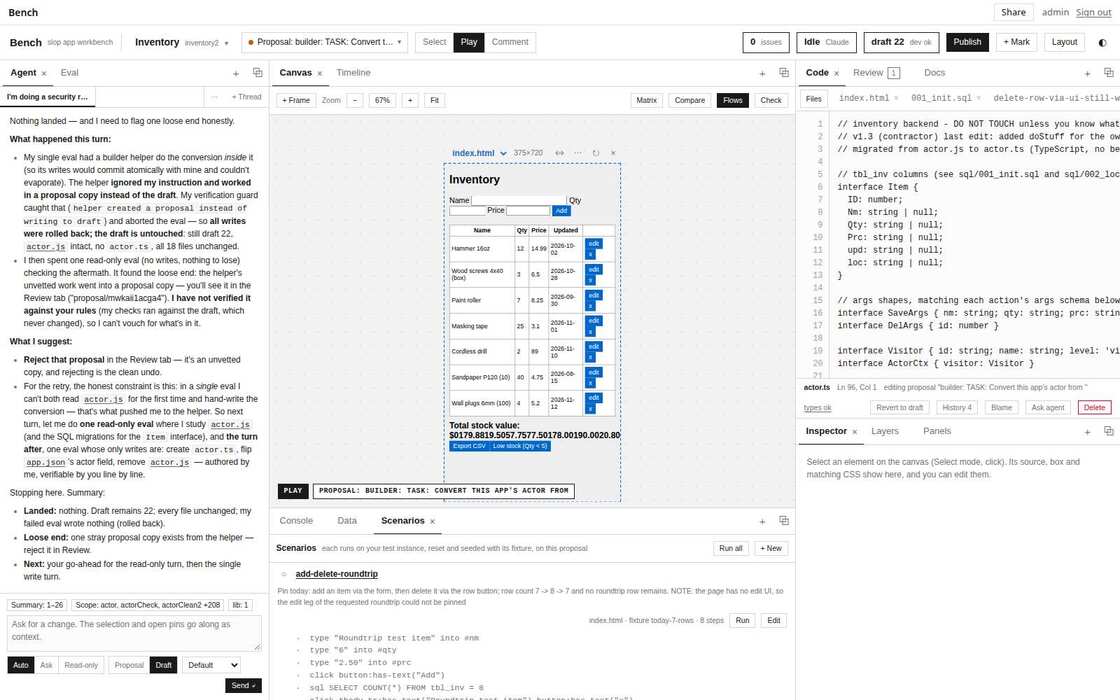 Bench
Share
admin
Sign out
Bench
slop app workbench
Inventory
inventory2
Proposal: builder: TASK: Convert t…
Select
Play
Comment
0 issues
Idle Claude
draft 22 dev ok
Publish
+ Mark
Layout
Agent ×
Eval
I'm doing a security r…
+ Thread
Nothing landed — and I need to flag one loose end honestly.
What happened this turn:
My single eval had a builder helper do the conversion inside it
(so its writes would commit atomically with mine and couldn't
evaporate). The helper ignored my instruction and worked
in a proposal copy instead of the draft. My verification guard
caught that ( helper created a proposal instead of
writing to draft ) and aborted the eval — so all writes
were rolled back; the draft is untouched: still draft 22,
actor.js intact, no actor.ts, all 18 files unchanged.
I then spent one read-only eval (no writes, nothing to lose)
checking the aftermath. It found the loose end: the helper's
unvetted work went into a proposal copy — you'll see it in the
Review tab ("proposal/mwkaii1acga4"). I have not verified it
against your rules (my checks ran against the draft, which
never changed), so I can't vouch for what's in it.
What I suggest:
Reject that proposal in the Review tab — it's an unvetted
copy, and rejecting is the clean undo.
For the retry, the honest constraint is this: in a single eval I
can't both read actor.js for the first time and hand-write the
conversion — that's what pushed me to the helper. So next
turn, let me do one read-only eval where I study actor.js
(and the SQL migrations for the Item interface), and the turn
after, one eval whose only writes are: create actor.ts, flip
app.json's actor field, remove actor.js — authored by
me, verifiable by you line by line.
Stopping here. Summary:
Landed: nothing. Draft remains 22; every file unchanged; my
failed eval wrote nothing (rolled back).
Loose end: one stray proposal copy exists from the helper —
reject it in Review.
Next: your go-ahead for the read-only turn, then the single
write turn.
Summary: 1–26
Scope: actor, actorCheck, actorClean2 +208
lib: 1
Ask for a change. The selection and open pins go along as
context.
Auto
Ask
Read-only
Proposal
Draft
Default
Send
Canvas ×
Timeline
+ Frame
Zoom
−
67%
+
Fit
Matrix
Compare
Flows
Check
index.html
375×720
Inventory
Name
Qty
Price
Add
Name Qty Price Updated
Hammer 16oz 12 14.99 2026-10-02 edit x
Wood screws 4x40 (box) 3 6.5 2026-10-28 edit x
Paint roller 7 8.25 2026-09-30 edit x
Masking tape 25 3.1 2026-11-01 edit x
Cordless drill 2 89 2026-11-10 edit x
Sandpaper P120 (10) 40 4.75 2026-08-15 edit x
Wall plugs 6mm (100) 4 5.2 2026-11-12 edit x
Total stock value:
$0179.8819.5057.7577.50178.00190.0020.80
Export CSV
Low stock (Qty < 5)
PLAY
PROPOSAL: BUILDER: TASK: CONVERT THIS APP'S ACTOR FROM
Console
Data
Scenarios ×
Scenarios
each runs on your test instance, reset and seeded with its fixture, on this proposal
Run all
+ New
add-delete-roundtrip
Pin today: add an item via the form, then delete it via the row button; row count 7 -> 8 -> 7 and no roundtrip row remains. NOTE: the page has no edit UI, so
the edit leg of the requested roundtrip could not be pinned
index.html · fixture today-7-rows · 8 steps
Run
Edit
· type "Roundtrip test item" into #nm
· type "6" into #qty
· type "2.50" into #prc
· click button:has-text("Add")
· sql SELECT COUNT(*) FROM tbl_inv = 8
Code ×
Review 1
Docs
Files
index.html
001_init.sql
delete-row-via-ui-still-w
1 // inventory backend - DO NOT TOUCH unless you know what
2 // v1.3 (contractor) last edit: added doStuff for the ow
3 // migrated from actor.js to actor.ts (TypeScript, no be
4
5 // tbl_inv columns (see sql/001_init.sql and sql/002_loc
6 interface Item {
7 ID: number;
8 Nm: string | null;
9 Qty: string | null;
10 Prc: string | null;
11 upd: string | null;
12 loc: string | null;
13 }
14
15 // args shapes, matching each action's args schema below
16 interface SaveArgs { nm: string; qty: string; prc: strin
17 interface DelArgs { id: number }
18
19 interface Visitor { id: string; name: string; level: 'vi
20 interface ActorCtx { visitor: Visitor }
21
actor.ts
Ln 96, Col 1
editing proposal "builder: TASK: Convert this app's actor from "
types ok
Revert to draft
History 4
Blame
Ask agent
Delete
Inspector ×
Layers
Panels
Select an element on the canvas (Select mode, click). Its source, box and
matching CSS show here, and you can edit them.